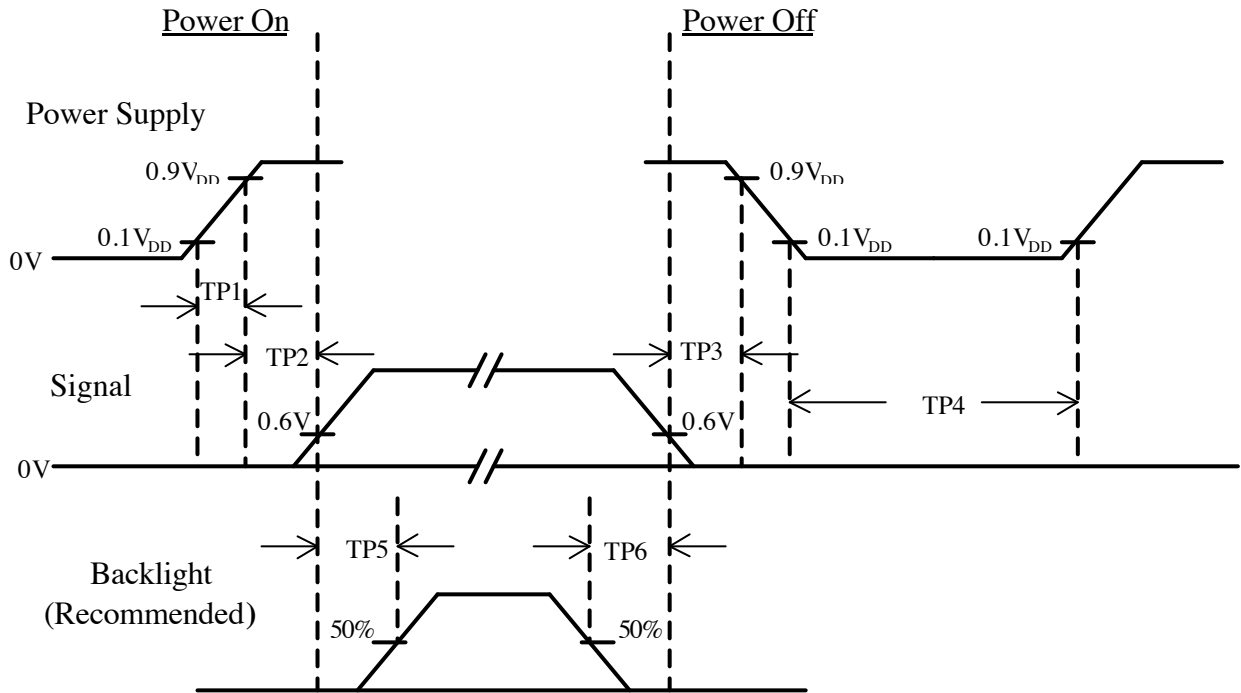 Power On
Power Off
Power Supply
0.9VDD
0.9VDD
0.1VDD
0.1VDD
0.1VDD
0V
TP1
TP2
TP3
Signal
TP4
0.6V
0.6V
0V
TP5
TP6
Backlight
(Recommended)
50%
50%